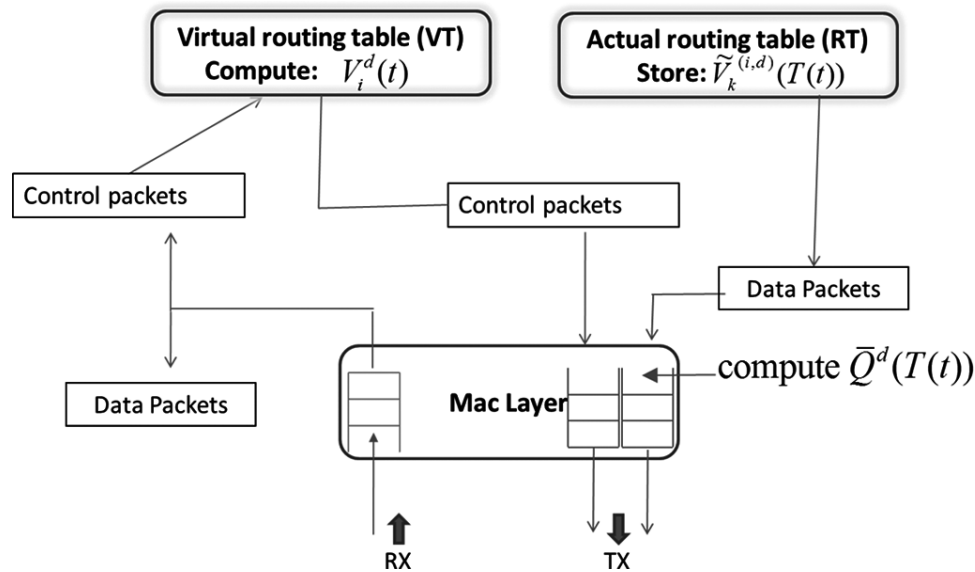 Virtual routing table (VT)
Compute: V_i^d(t)
Actual routing table (RT)
Store: Ṽ_k^{(i,d)}(T(t))
Control packets
Control packets
Data Packets
compute Q̄^d(T(t))
Data Packets
Mac Layer
RX
TX